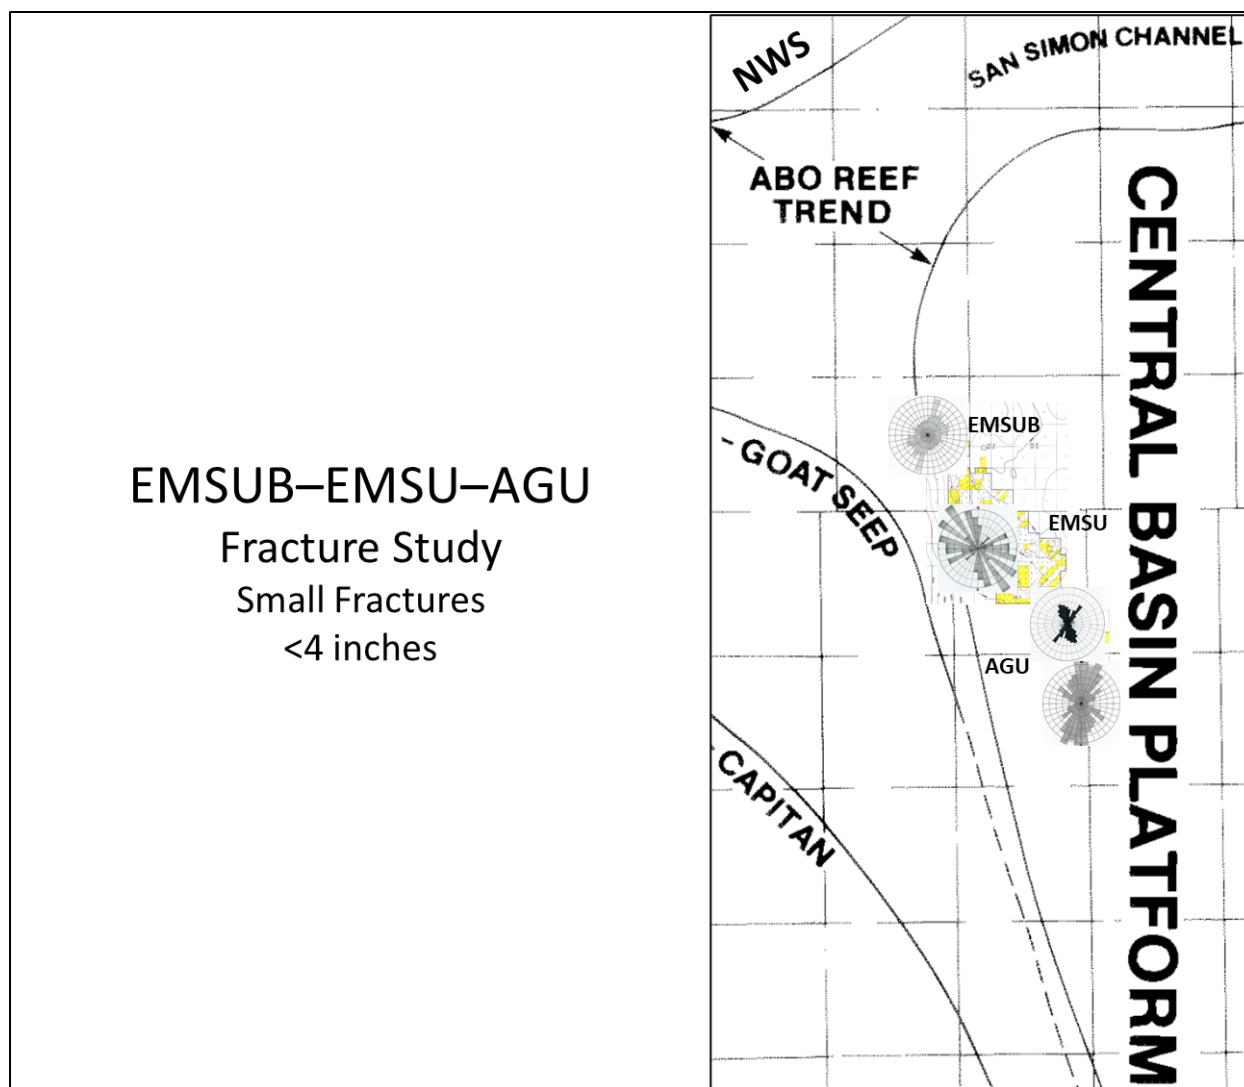 EMSUB–EMSU–AGU
Fracture Study
Small Fractures
<4 inches
NWS
SAN SIMON CHANNEL
ABO REEF
TREND
CENTRAL BASIN PLATFORM
EMSUB
GOAT SEEP
EMSU
AGU
CAPITAN